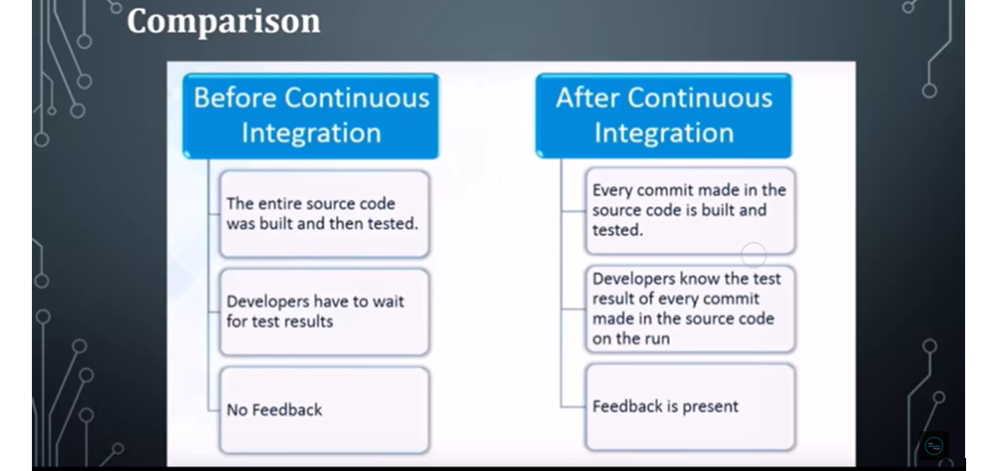 Comparison
Before Continuous
Integration
The entire source code
was built and then tested.
Developers have to wait
for test results
No Feedback
After Continuous
Integration
Every commit made in the
source code is built and
tested.
Developers know the test
result of every commit
made in the source code
on the run
Feedback is present